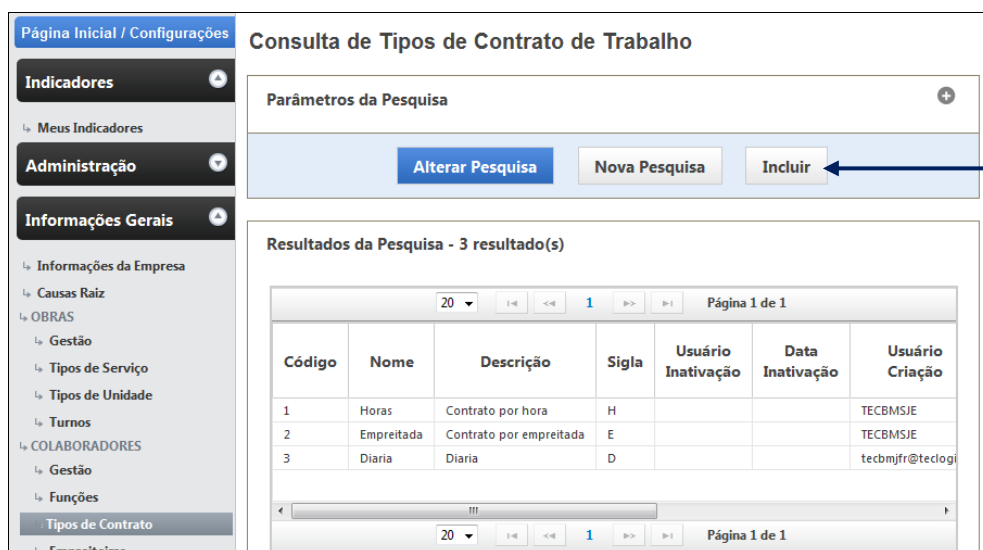 Página Inicial / Configurações
Indicadores
Meus Indicadores
Administração
Informações Gerais
Informações da Empresa
Causas Raiz
OBRAS
Gestão
Tipos de Serviço
Tipos de Unidade
Turnos
COLABORADORES
Gestão
Funções
Tipos de Contrato
Consulta de Tipos de Contrato de Trabalho
Parâmetros da Pesquisa
Alterar Pesquisa Nova Pesquisa Incluir
Resultados da Pesquisa - 3 resultado(s)
20 1 Página 1 de 1
Código Nome Descrição Sigla Usuário Inativação Data Inativação Usuário Criação
1 Horas Contrato por hora H TECBMSJE
2 Empreitada Contrato por empreitada E TECBMSJE
3 Diaria Diaria D tecbmjfr@teclogi
20 1 Página 1 de 1